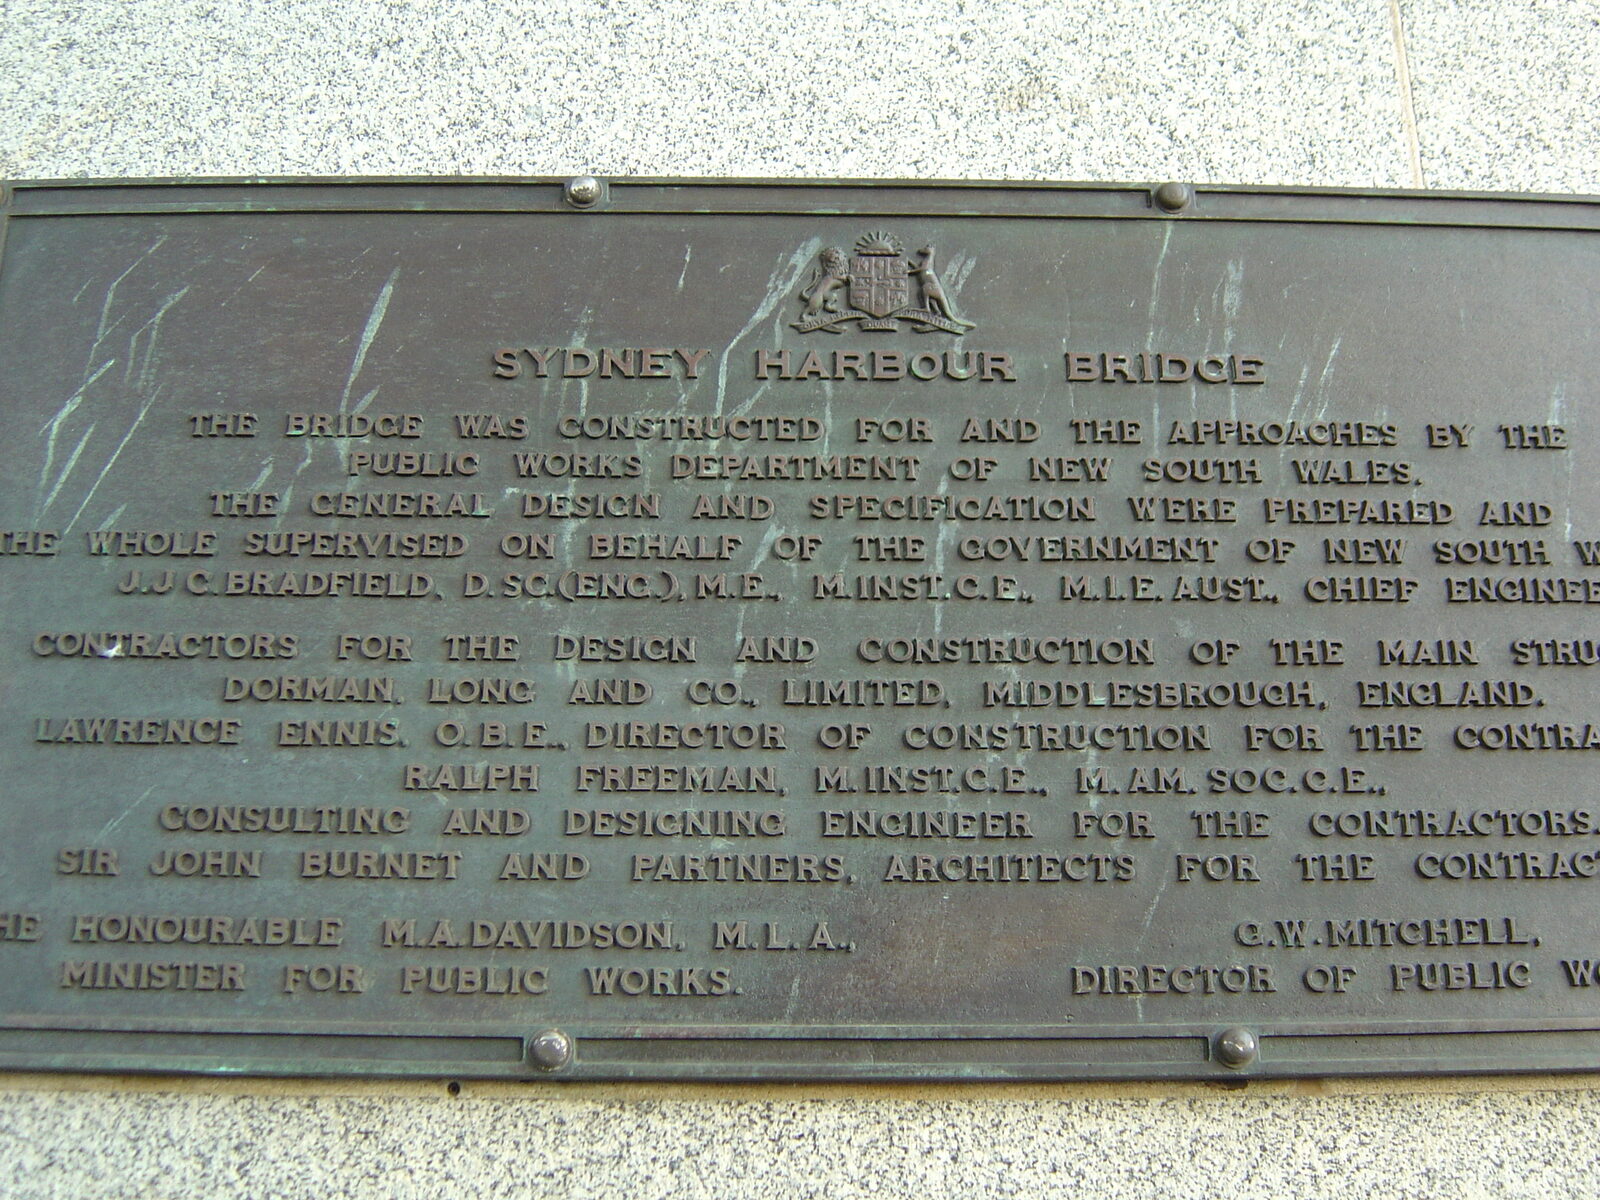 SYDNEY HARBOUR BRIDGE
THE BRIDGE WAS CONSTRUCTED FOR AND THE APPROACHES BY THE
PUBLIC WORKS DEPARTMENT OF NEW SOUTH WALES.
THE GENERAL DESIGN AND SPECIFICATION WERE PREPARED AND
THE WHOLE SUPERVISED ON BEHALF OF THE GOVERNMENT OF NEW SOUTH
J.J C. BRADFIELD, D. SC. (ENG.), M.E., M. INST. C.E., M.I.E. AUST., CHIEF ENGINEE
CONTRACTORS FOR THE DESIGN AND CONSTRUCTION OF THE MAIN STRU
DORMAN, LONG AND CO., LIMITED, MIDDLESBROUGH, ENGLAND.
LAWRENCE ENNIS, O.B.E., DIRECTOR OF CONSTRUCTION FOR THE CONTRA
RALPH FREEMAN, M. INST. C.E., M. AM. SOC. C.E.,
CONSULTING AND DESIGNING ENGINEER FOR THE CONTRACTORS.
SIR JOHN BURNET AND PARTNERS, ARCHITECTS FOR THE CONTRAC
HE HONOURABLE M.A. DAVIDSON, M.L.A.,
MINISTER FOR PUBLIC WORKS.
G.W. MITCHELL,
DIRECTOR OF PUBLIC WO